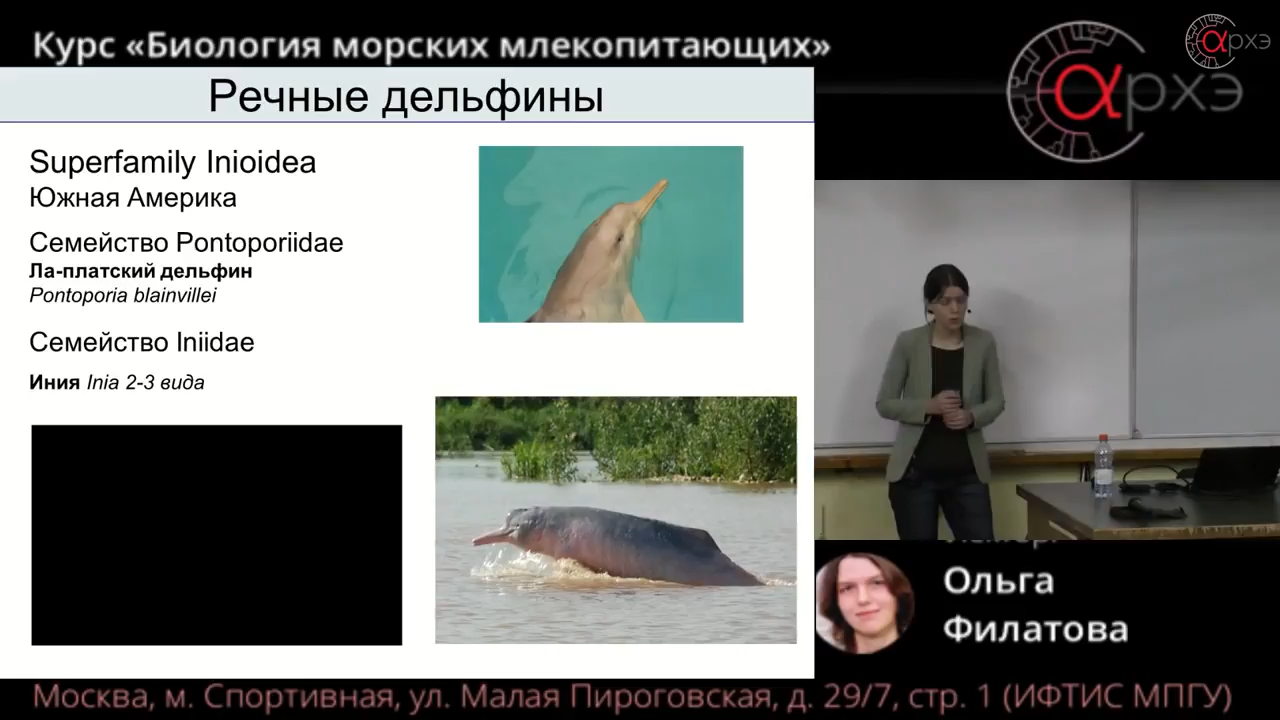 Курс «Биология морских млекопитающих»
αрхэ
αрхэ
Речные дельфины
Superfamily Inioidea
Южная Америка
Семейство Pontoporiidae
Ла-платский дельфин
Pontoporia blainvillei
Семейство Iniidae
Иния Inia 2-3 вида
Ольга
Филатова
Москва, м. Спортивная, ул. Малая Пироговская, д. 29/7, стр. 1 (ИФТИС МПГУ)